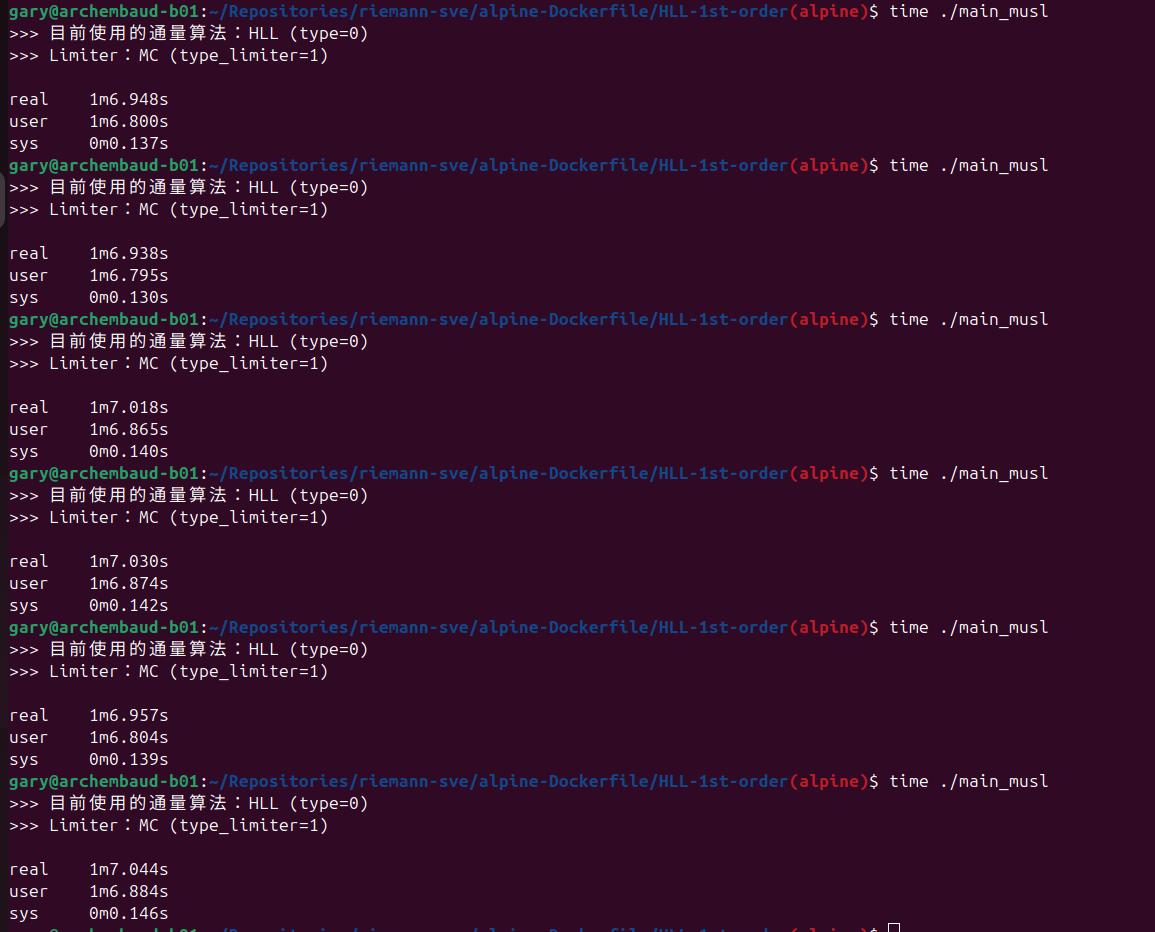 gary@archembaud-b01:~/Repositories/riemann-sve/alpine-Dockerfile/HLL-1st-order(alpine)$ time ./main_musl
>>> 目前使用的通量算法：HLL (type=0)
>>> Limiter：MC (type_limiter=1)
real 1m6.948s
user 1m6.800s
sys 0m0.137s
gary@archembaud-b01:~/Repositories/riemann-sve/alpine-Dockerfile/HLL-1st-order(alpine)$ time ./main_musl
>>> 目前使用的通量算法：HLL (type=0)
>>> Limiter：MC (type_limiter=1)
real 1m6.938s
user 1m6.795s
sys 0m0.130s
gary@archembaud-b01:~/Repositories/riemann-sve/alpine-Dockerfile/HLL-1st-order(alpine)$ time ./main_musl
>>> 目前使用的通量算法：HLL (type=0)
>>> Limiter：MC (type_limiter=1)
real 1m7.018s
user 1m6.865s
sys 0m0.140s
gary@archembaud-b01:~/Repositories/riemann-sve/alpine-Dockerfile/HLL-1st-order(alpine)$ time ./main_musl
>>> 目前使用的通量算法：HLL (type=0)
>>> Limiter：MC (type_limiter=1)
real 1m7.030s
user 1m6.874s
sys 0m0.142s
gary@archembaud-b01:~/Repositories/riemann-sve/alpine-Dockerfile/HLL-1st-order(alpine)$ time ./main_musl
>>> 目前使用的通量算法：HLL (type=0)
>>> Limiter：MC (type_limiter=1)
real 1m6.957s
user 1m6.804s
sys 0m0.139s
gary@archembaud-b01:~/Repositories/riemann-sve/alpine-Dockerfile/HLL-1st-order(alpine)$ time ./main_musl
>>> 目前使用的通量算法：HLL (type=0)
>>> Limiter：MC (type_limiter=1)
real 1m7.044s
user 1m6.884s
sys 0m0.146s